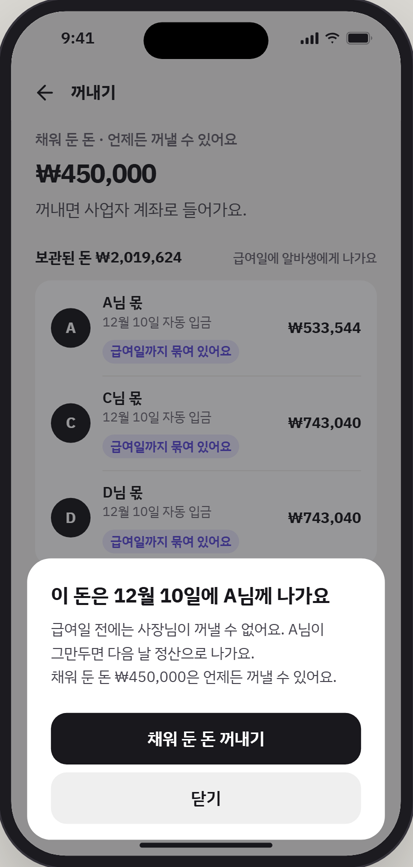 9:41
꺼내기
채워 둔 돈 · 언제든 꺼낼 수 있어요
₩450,000
꺼내면 사업자 계좌로 들어가요.
보관된 돈 ₩2,019,624
급여일에 알바생에게 나가요
A
A님 몫
12월 10일 자동 입금
급여일까지 묶여 있어요
₩533,544
C
C님 몫
12월 10일 자동 입금
급여일까지 묶여 있어요
₩743,040
D
D님 몫
12월 10일 자동 입금
급여일까지 묶여 있어요
₩743,040
이 돈은 12월 10일에 A님께 나가요
급여일 전에는 사장님이 꺼낼 수 없어요. A님이
그만두면 다음 날 정산으로 나가요.
채워 둔 돈 ₩450,000은 언제든 꺼낼 수 있어요.
채워 둔 돈 꺼내기
닫기